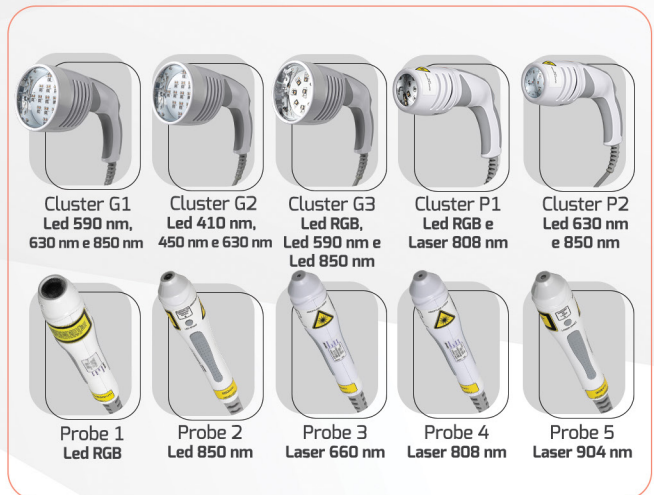 Cluster G1
Led 590 nm,
630 nm e 850 nm
Cluster G2
Led 410 nm,
450 nm e 630 nm
Cluster G3
Led RGB,
Led 590 nm e
Led 850 nm
Cluster P1
Led RGB e
Laser 808 nm
Cluster P2
Led 630 nm
e 850 nm
Probe 1
Led RGB
Probe 2
Led 850 nm
Probe 3
Laser 660 nm
Probe 4
Laser 808 nm
Probe 5
Laser 904 nm